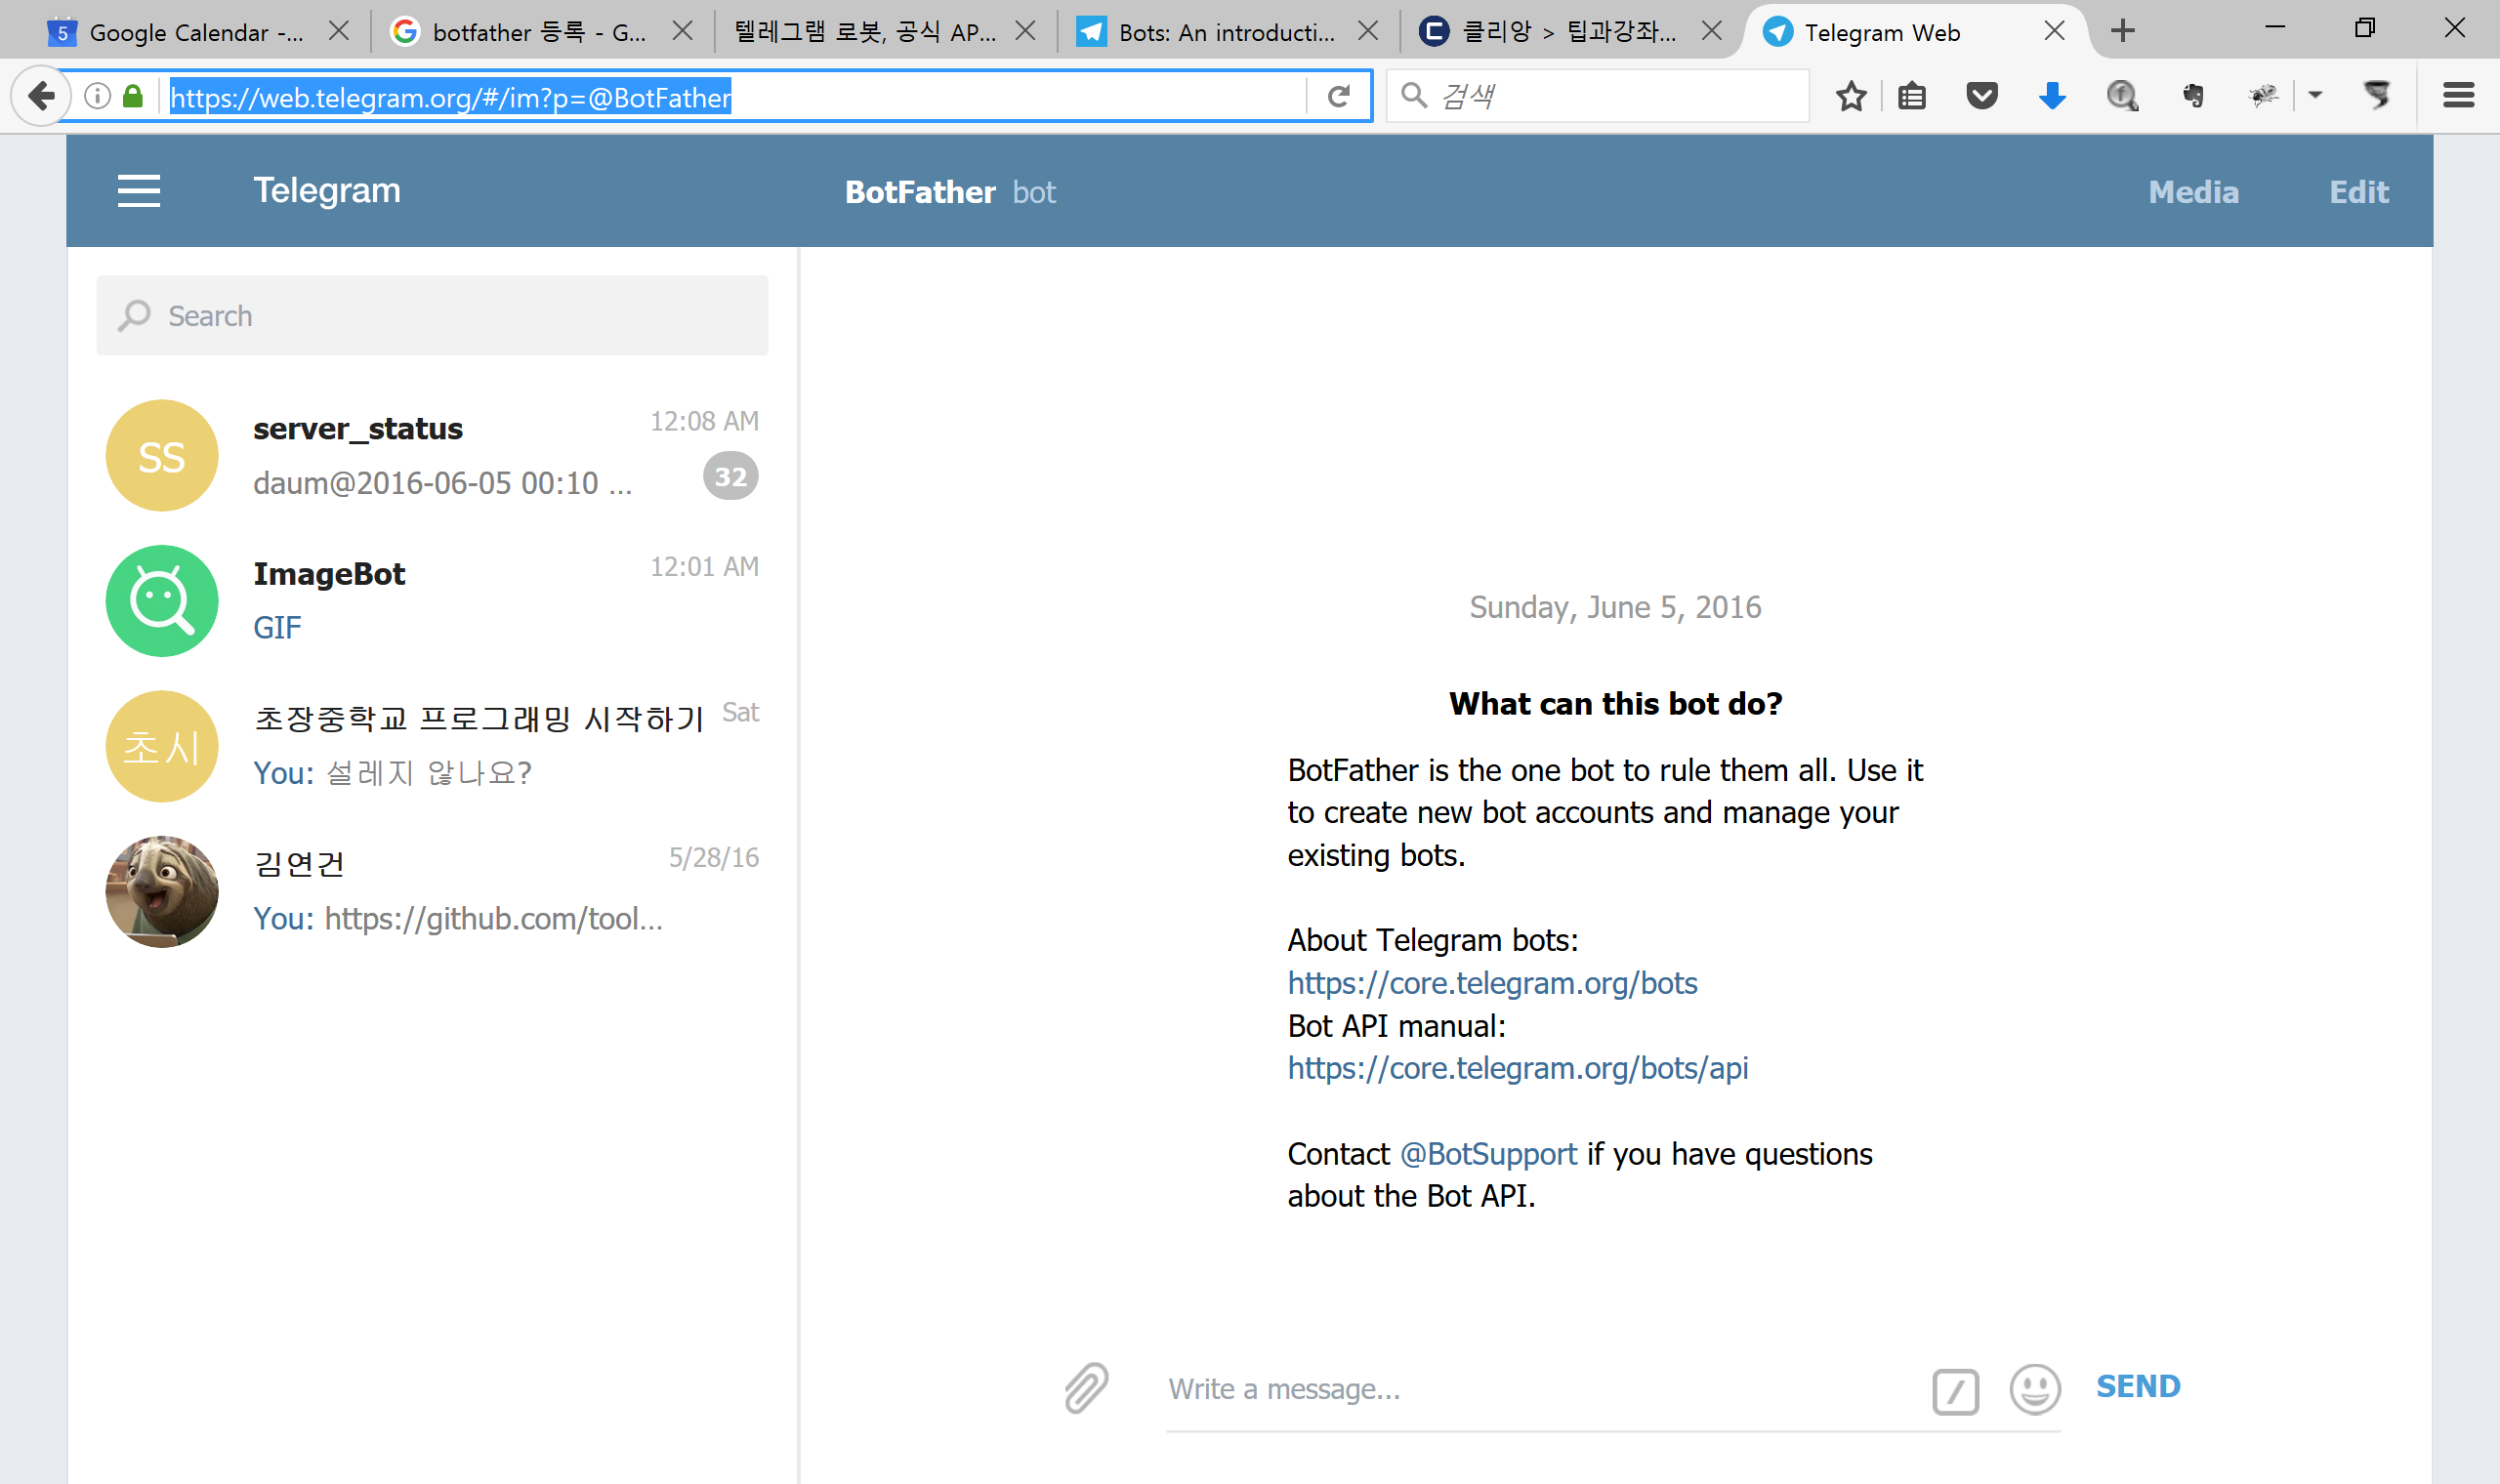 5 Google Calendar -...
botfather 등록 - G...
텔레그램 로봇, 공식 AP...
Bots: An introducti...
클리앙 > 팁과강좌...
Telegram Web
https://web.telegram.org/#/im?p=@BotFather
검색
Telegram
BotFather bot
Media
Edit
Search
SS
server_status
12:08 AM
daum@2016-06-05 00:10 ...
32
ImageBot
12:01 AM
GIF
초시
초장중학교 프로그래밍 시작하기
Sat
You: 설레지 않나요?
김연건
5/28/16
You: https://github.com/tool...
Sunday, June 5, 2016
What can this bot do?
BotFather is the one bot to rule them all. Use it
to create new bot accounts and manage your
existing bots.
About Telegram bots:
https://core.telegram.org/bots
Bot API manual:
https://core.telegram.org/bots/api
Contact @BotSupport if you have questions
about the Bot API.
Write a message...
/
SEND